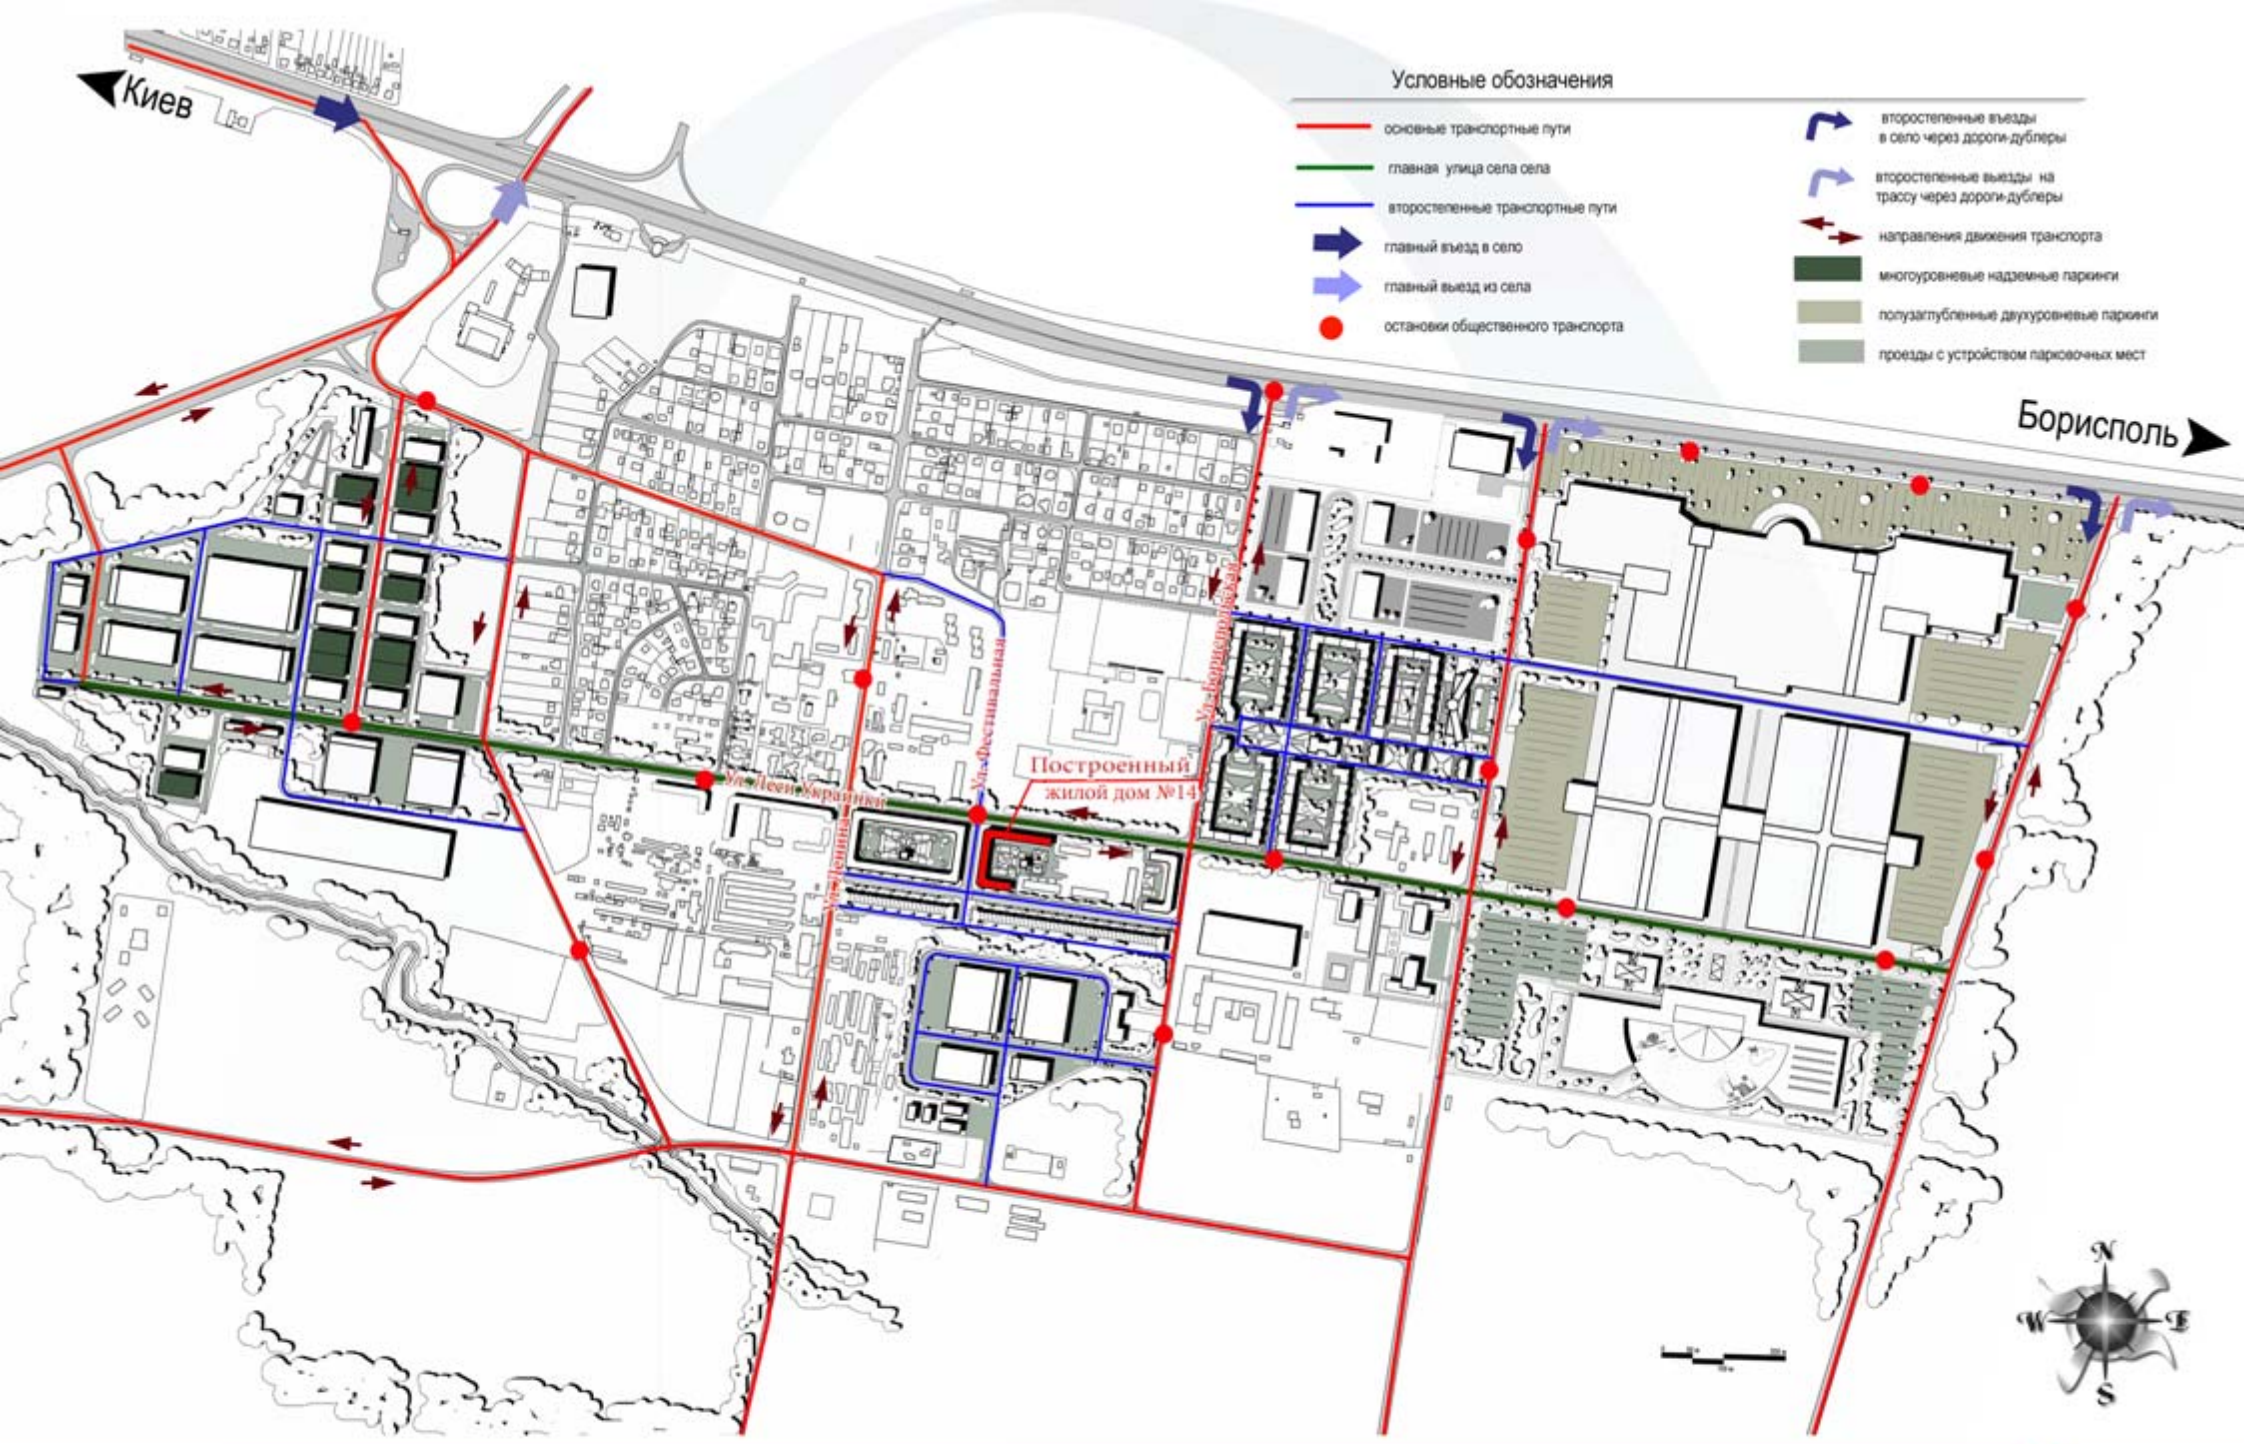 Киев
Условные обозначения
основные транспортные пути
главная улица села села
второстепенные транспортные пути
главный въезд в село
главный выезд из села
остановки общественного транспорта
второстепенные въезды
в село через дороги-дублеры
второстепенные выезды на
трассу через дороги-дублеры
направления движения транспорта
многоуровневые надземные паркинги
полузаглубленные двухуровневые паркинги
проезды с устройством парковочных мест
Борисполь
Ул. Бориспольская
Ул. Фестивальная
Построенный
жилой дом №14
Ул. Леси Украинки
Ул. Ленина
N
W
E
S